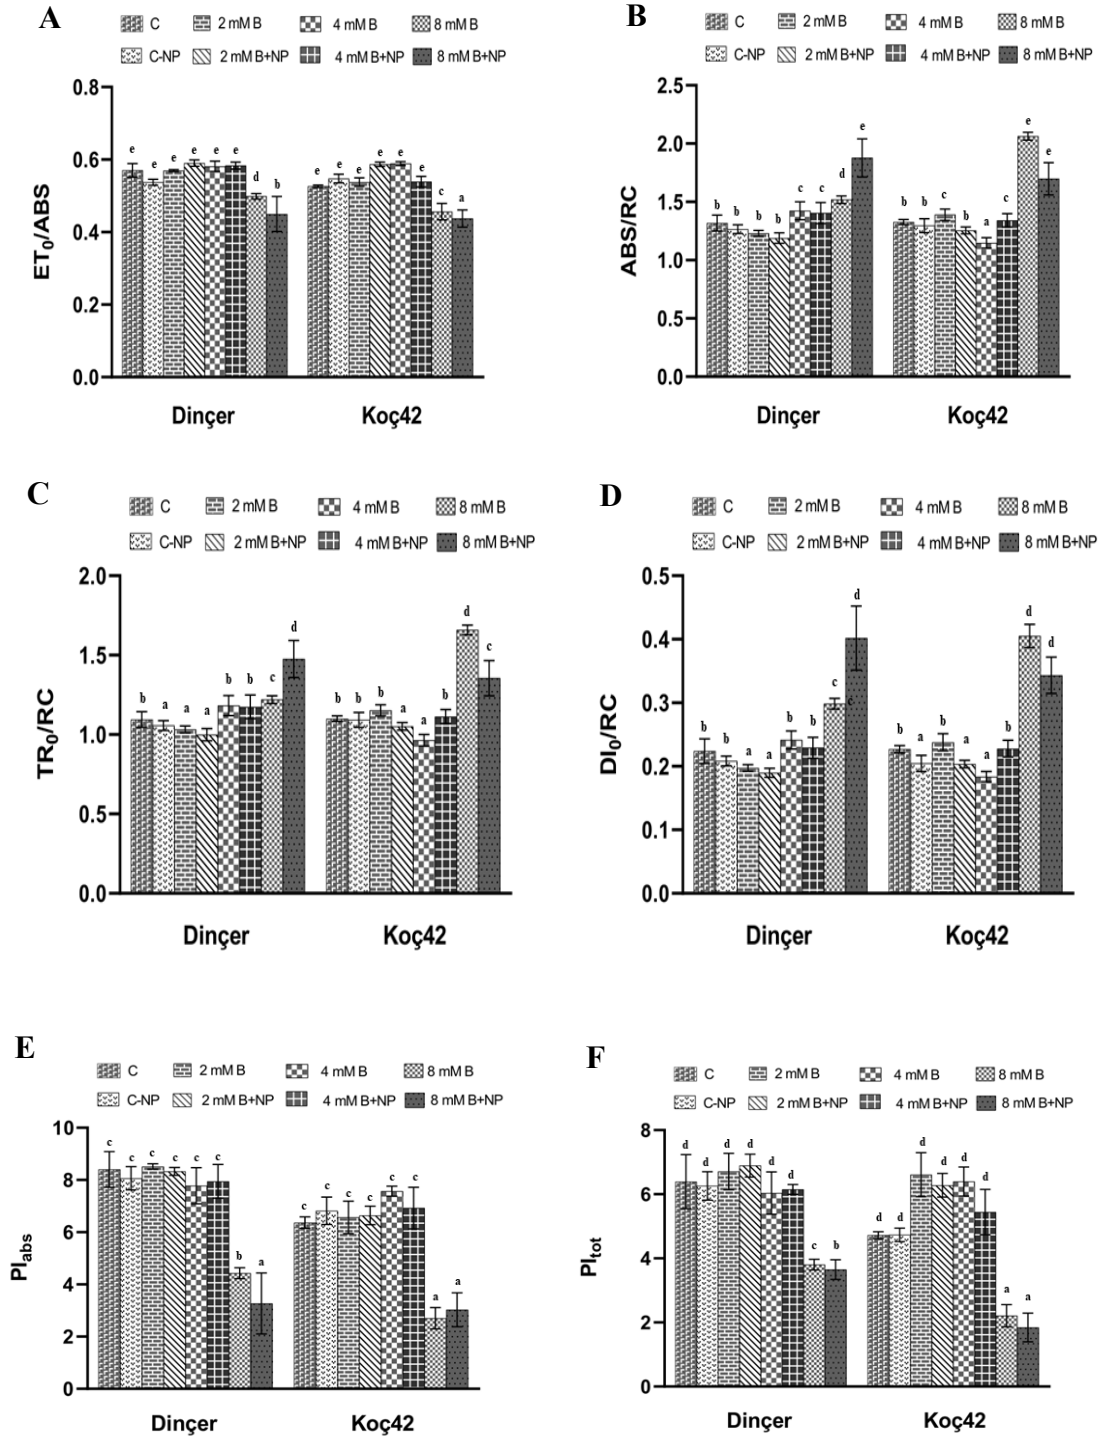 A
C 2 mM B 4 mM B 8 mM B
C-NP 2 mM B+NP 4 mM B+NP 8 mM B+NP
ET0/ABS
0.8
0.6
0.4
0.2
0.0
e e e e e e d b
e e e e e e c a
Dinçer Koç42
B
C 2 mM B 4 mM B 8 mM B
C-NP 2 mM B+NP 4 mM B+NP 8 mM B+NP
ABS/RC
2.5
2.0
1.5
1.0
0.5
0.0
b b b b c c d e
b b c b a c e e
Dinçer Koç42
C
C 2 mM B 4 mM B 8 mM B
C-NP 2 mM B+NP 4 mM B+NP 8 mM B+NP
TR0/RC
2.0
1.5
1.0
0.5
0.0
b a a a b b c d
b b b a a b d c
Dinçer Koç42
D
C 2 mM B 4 mM B 8 mM B
C-NP 2 mM B+NP 4 mM B+NP 8 mM B+NP
DI0/RC
0.5
0.4
0.3
0.2
0.1
0.0
b b a a b b c c d
b a b a a b d d
Dinçer Koç42
E
C 2 mM B 4 mM B 8 mM B
C-NP 2 mM B+NP 4 mM B+NP 8 mM B+NP
PIabs
10
8
6
4
2
0
c c c c c c b a
c c c c c c a a
Dinçer Koç42
F
C 2 mM B 4 mM B 8 mM B
C-NP 2 mM B+NP 4 mM B+NP 8 mM B+NP
PItot
8
6
4
2
0
d d d d d d c b
d d d d d d a a
Dinçer Koç42